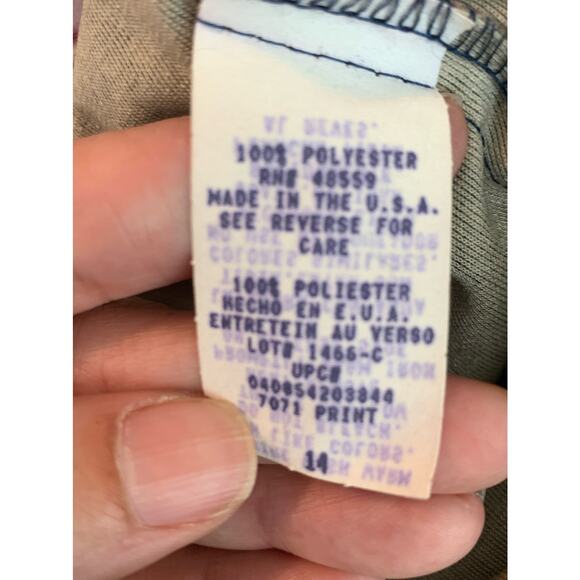 100% POLYESTER
RN# 48559
MADE IN THE U.S.A.
SEE REVERSE FOR
CARE
100% POLIESTER
HECHO EN E.U.A.
ENTRETEIN AU VERSO
LOT# 1466-C
UPC#
040854203844
7071 PRINT
14